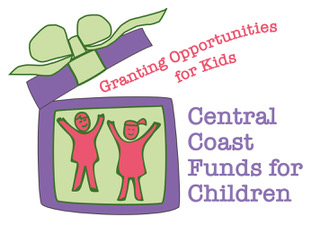 Granting Opportunities
for Kids
Central
Coast
Funds for
Children